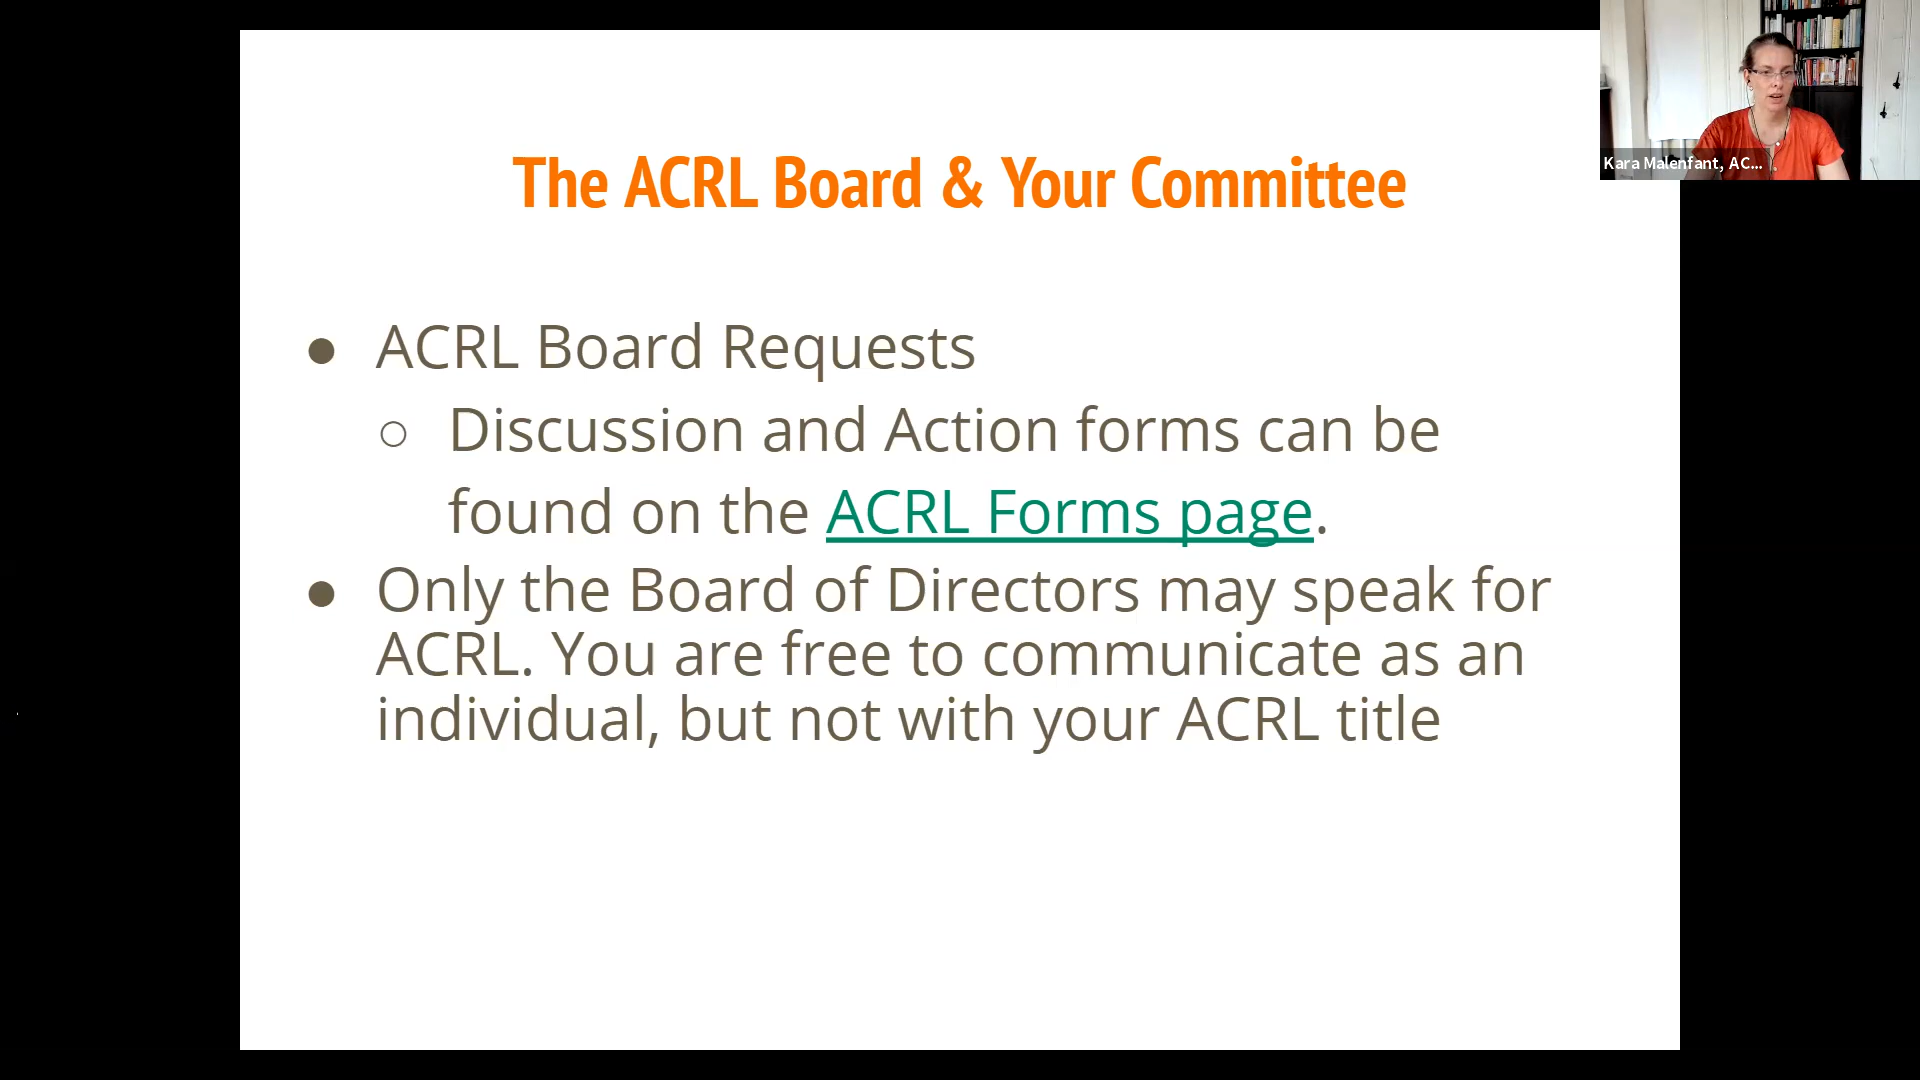 The ACRL Board & Your Committee
● ACRL Board Requests
○ Discussion and Action forms can be
found on the ACRL Forms page.
● Only the Board of Directors may speak for
ACRL. You are free to communicate as an
individual, but not with your ACRL title
Kara Malenfant, AC...